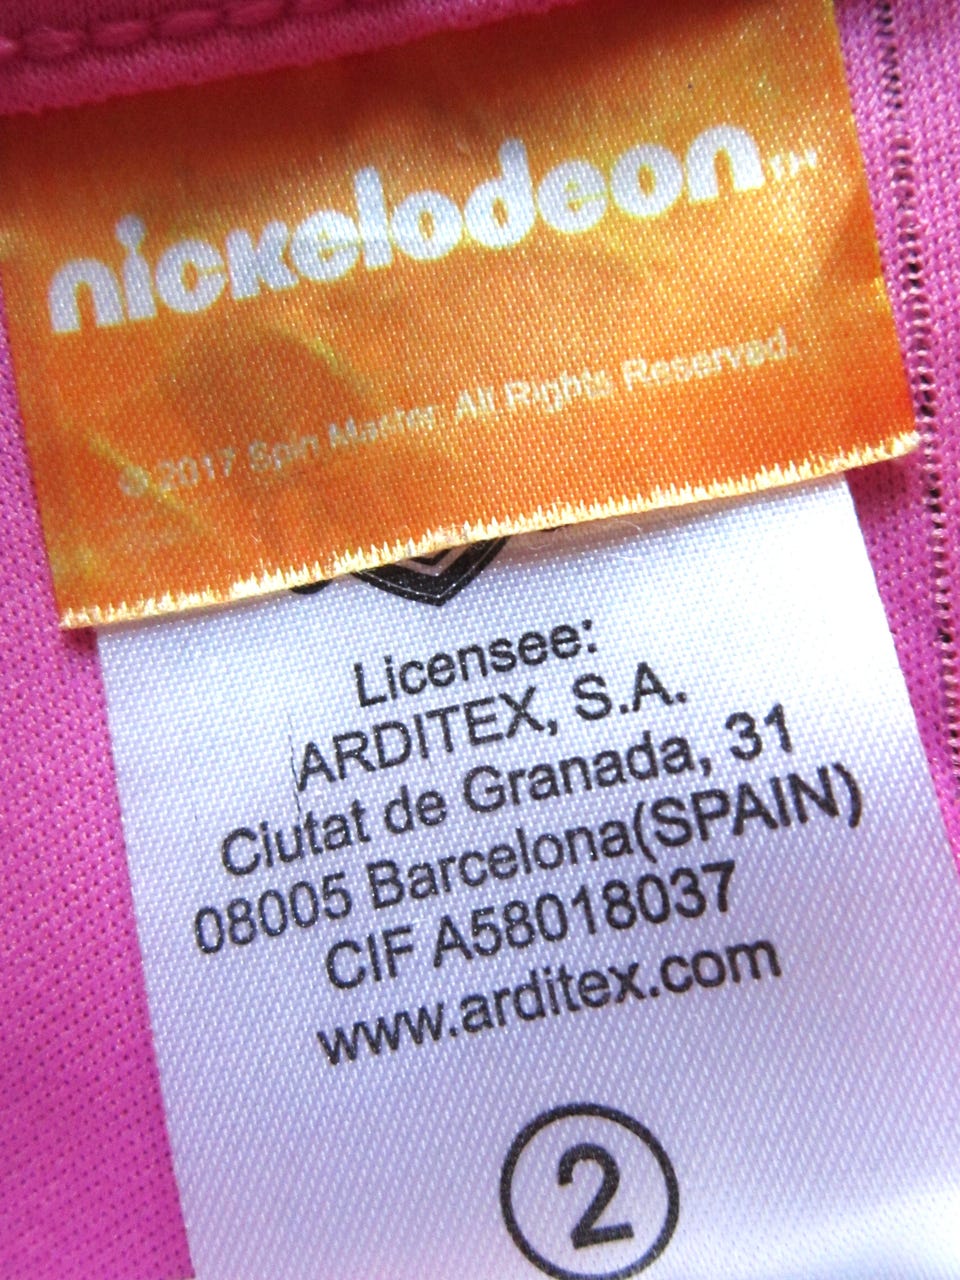 nickelodeon™
© 2017 Spin Master All Rights Reserved.
Licensee:
ARDITEX, S.A.
Ciutat de Granada, 31
08005 Barcelona(SPAIN)
CIF A58018037
www.arditex.com
2